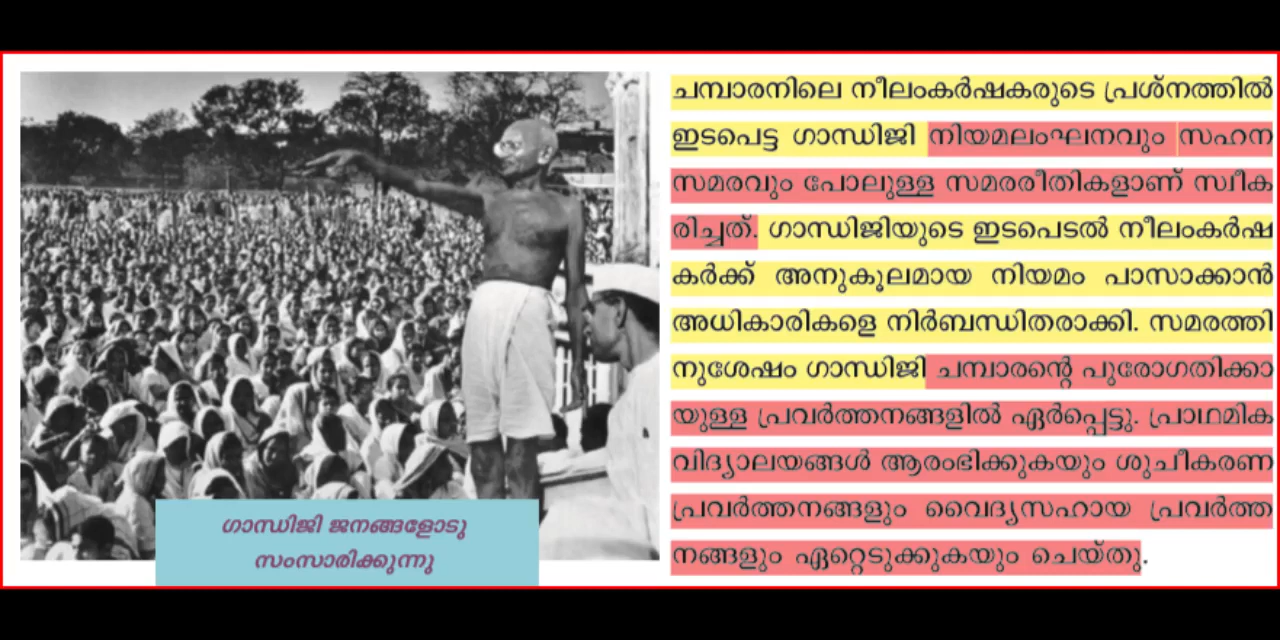 ചമ്പാരനിലെ നീലംകർഷകരുടെ പ്രശ്നത്തിൽ
ഇടപെട്ട ഗാന്ധിജി നിയമലംഘനവും സഹന
സമരവും പോലുള്ള സമരരീതികളാണ് സ്വീക
രിച്ചത്. ഗാന്ധിജിയുടെ ഇടപെടൽ നീലംകർഷ
കർക്ക് അനുകൂലമായ നിയമം പാസാക്കാൻ
അധികാരികളെ നിർബന്ധിതരാക്കി. സമരത്തി
നുശേഷം ഗാന്ധിജി ചമ്പാരന്റെ പുരോഗതിക്കാ
യുള്ള പ്രവർത്തനങ്ങളിൽ ഏർപ്പെട്ടു. പ്രാഥമിക
വിദ്യാലയങ്ങൾ ആരംഭിക്കുകയും ശുചീകരണ
പ്രവർത്തനങ്ങളും വൈദ്യസഹായ പ്രവർത്ത
നങ്ങളും ഏറ്റെടുക്കുകയും ചെയ്തു.
ഗാന്ധിജി ജനങ്ങളോടു
സംസാരിക്കുന്നു